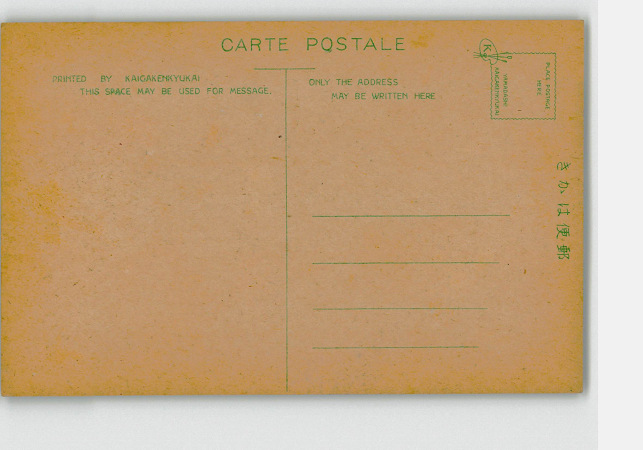 CARTE POSTALE
PRINTED BY KAIGAKENKYUKAI
THIS SPACE MAY BE USED FOR MESSAGE.
ONLY THE ADDRESS
MAY BE WRITTEN HERE
PLACE POSTAGE
HERE
KAIGAKENKYUKAI
きかは便郵